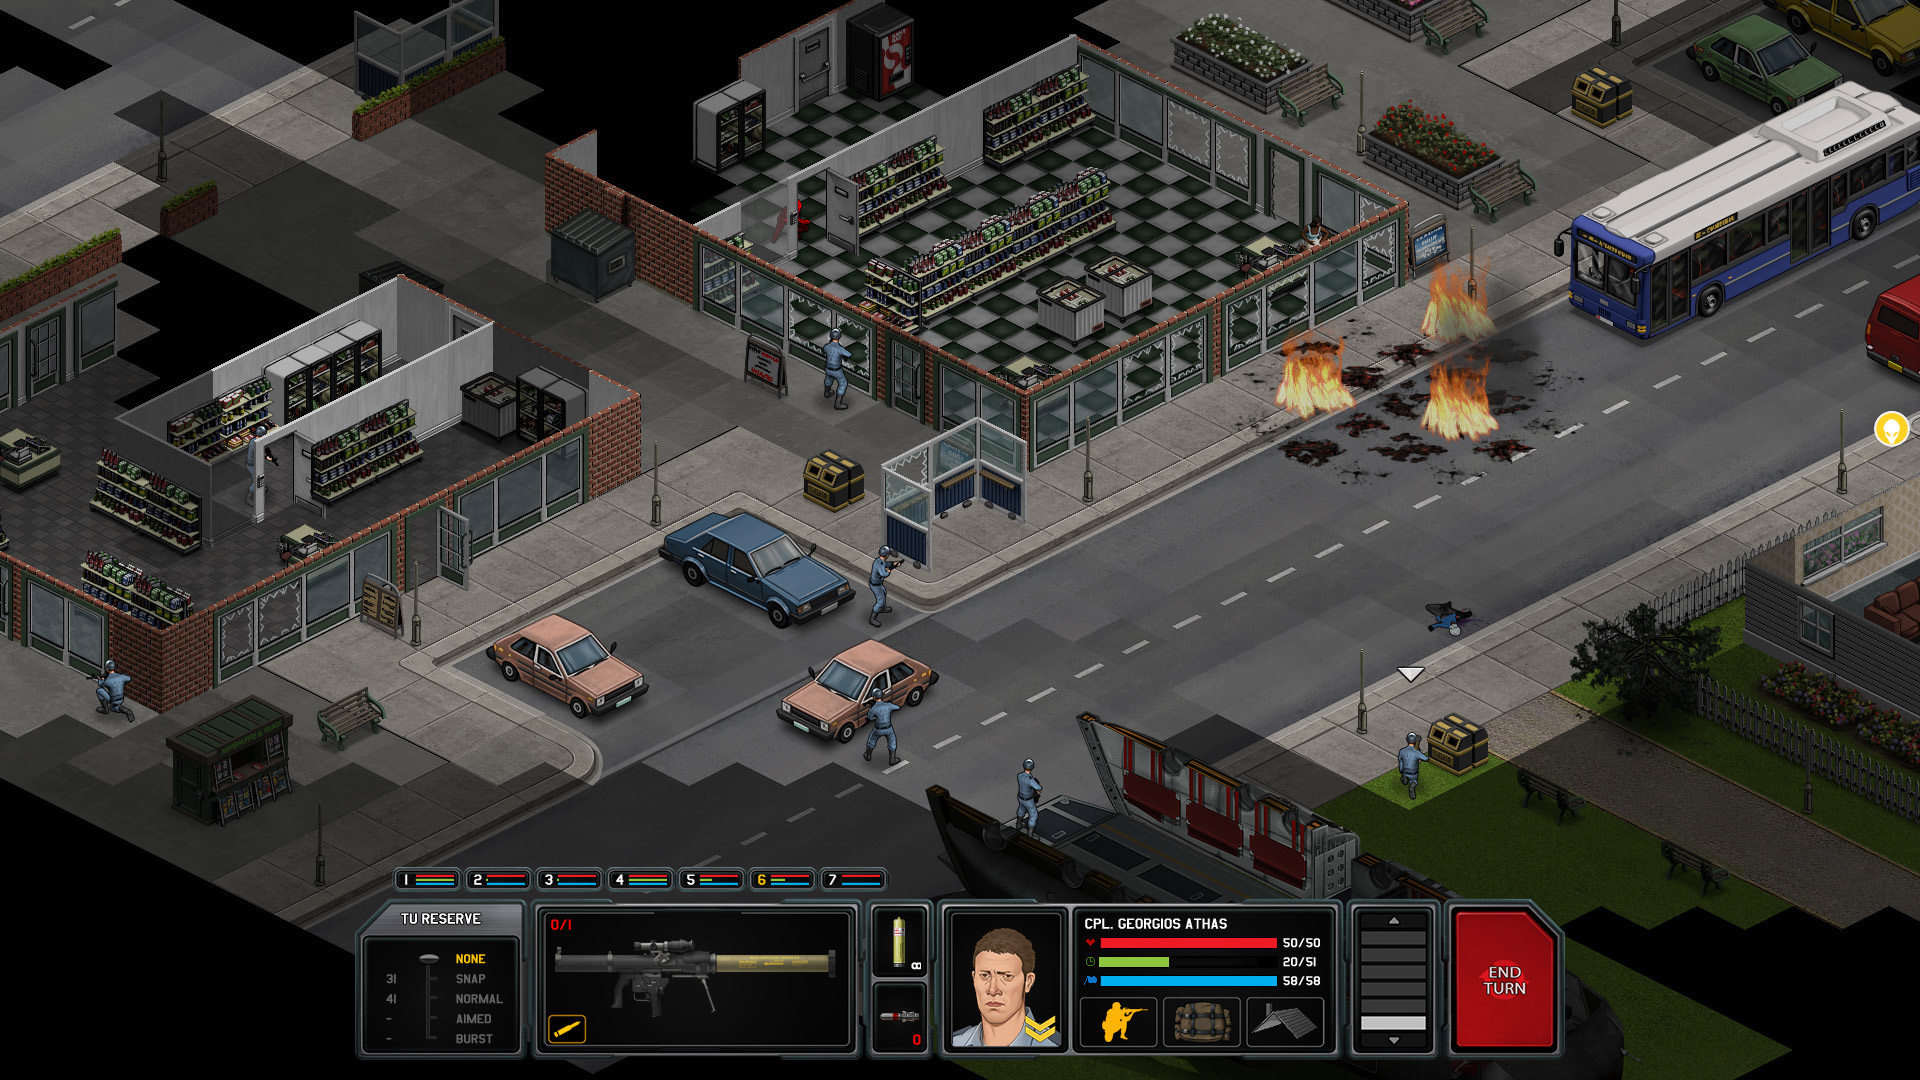 1
2
3
4
5
6
7
TU RESERVE
NONE
31 SNAP
41 NORMAL
- AIMED
- BURST
0/1
∞
0
CPL. GEORGIOS ATHAS
50/50
20/51
58/58
END
TURN